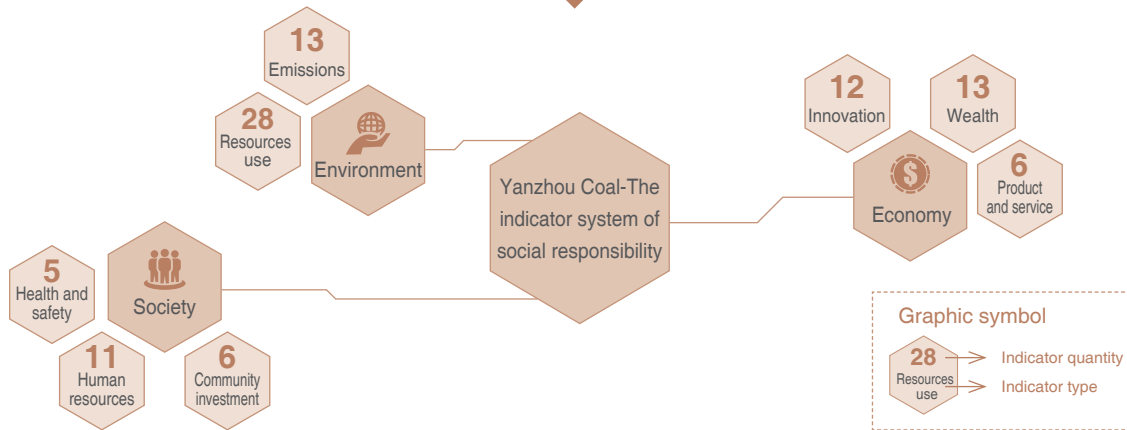 13
Emissions
28
Resources
use
Environment
12
Innovation
13
Wealth
6
Product
and service
Economy
Yanzhou Coal-The
indicator system of
social responsibility
5
Health and
safety
Society
11
Human
resources
6
Community
investment
Graphic symbol
28
Resources
use
Indicator quantity
Indicator type